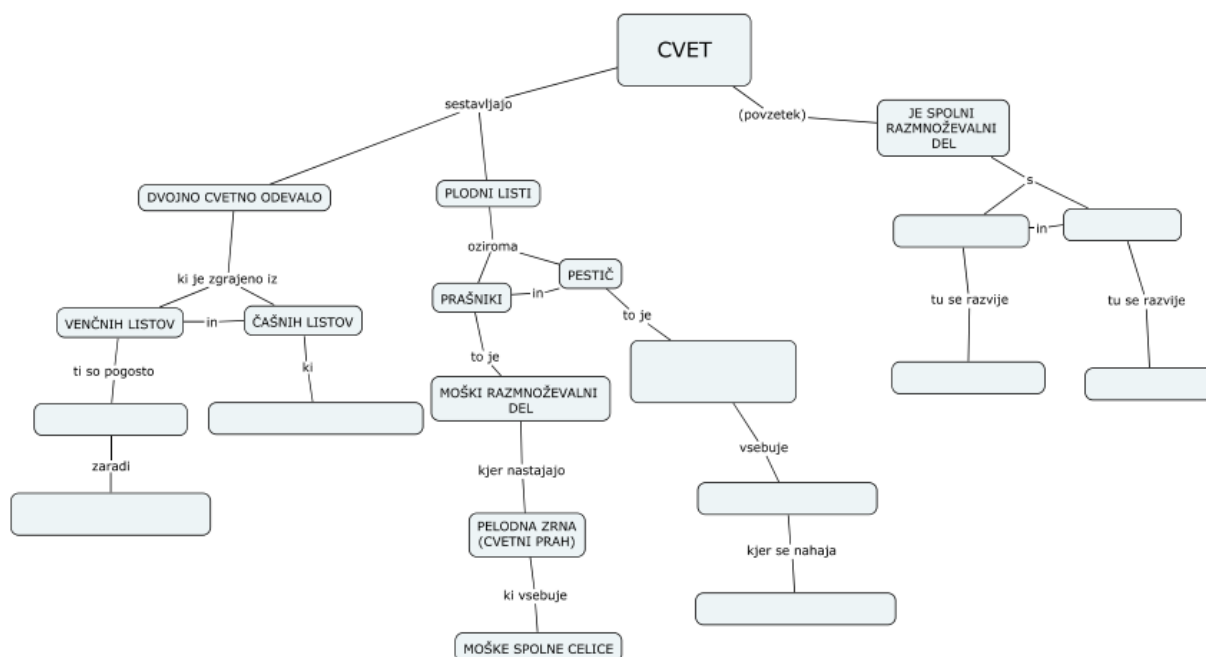 CVET
sestavljajo
(povzetek)
JE SPOLNI
RAZMNOŽEVALNI
DEL
s
DVOJNO CVETNO ODEVALO
PLODNI LISTI
in
oziroma
ki je zgrajeno iz
PESTIČ
PRAŠNIKI
in
VENČNIH LISTOV
in
ČAŠNIH LISTOV
to je
tu se razvije
tu se razvije
to je
ti so pogosto
ki
MOŠKI RAZMNOŽEVALNI
DEL
vsebuje
zaradi
kjer nastajajo
PELODNA ZRNA
(CVETNI PRAH)
kjer se nahaja
ki vsebuje
MOŠKE SPOLNE CELICE